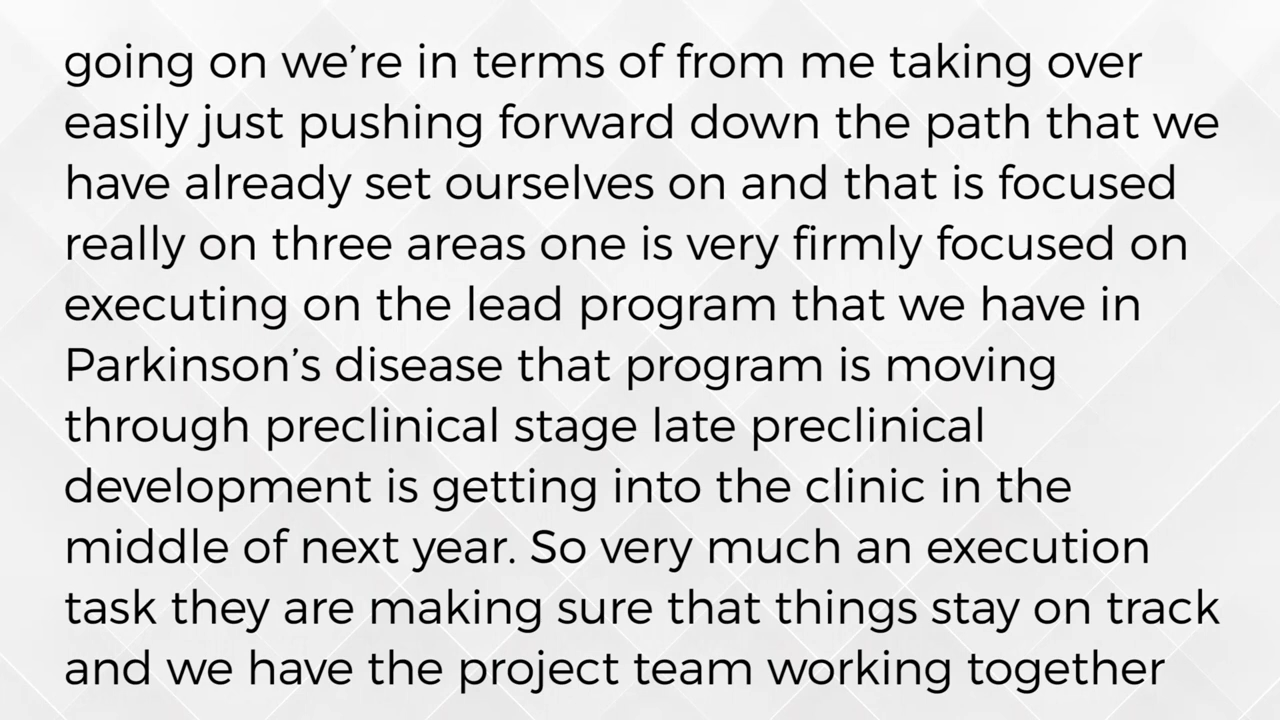 going on we’re in terms of from me taking over
easily just pushing forward down the path that we
have already set ourselves on and that is focused
really on three areas one is very firmly focused on
executing on the lead program that we have in
Parkinson’s disease that program is moving
through preclinical stage late preclinical
development is getting into the clinic in the
middle of next year. So very much an execution
task they are making sure that things stay on track
and we have the project team working together